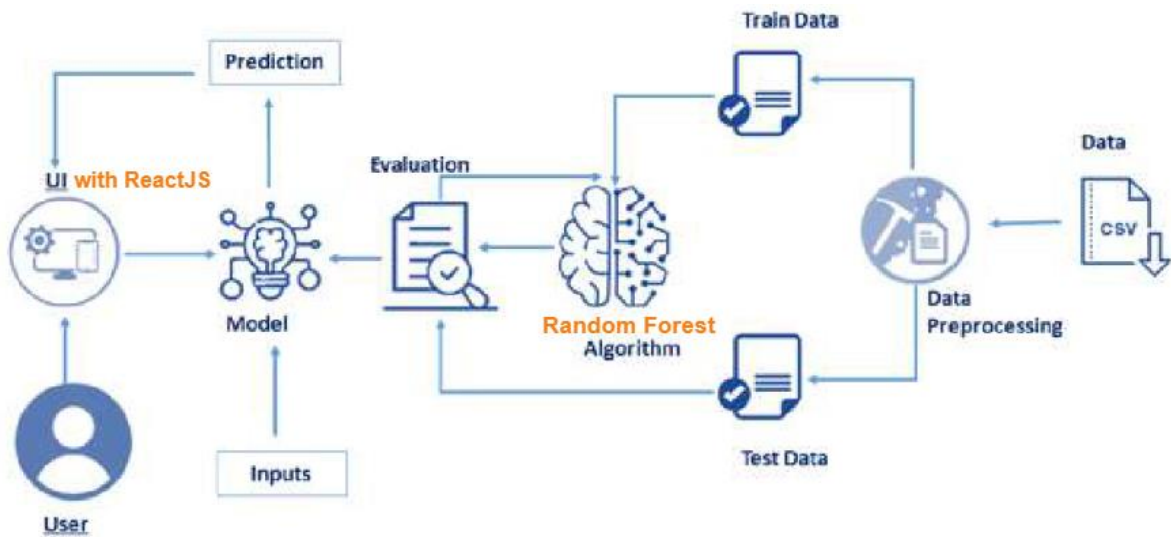 Train Data
Prediction
Evaluation
Data
UI with ReactJS
CSV
Model
Random Forest
Algorithm
Data
Preprocessing
Inputs
Test Data
User